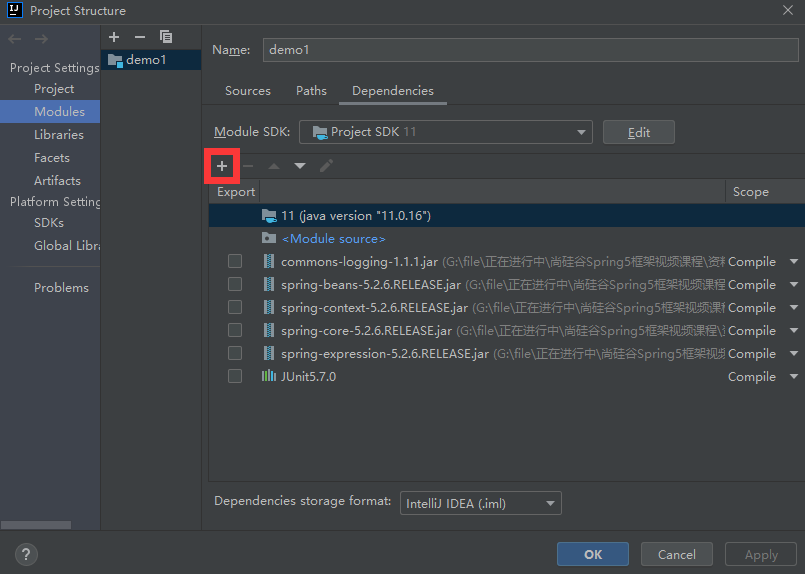 IJ Project Structure
Project Settings
Project
Modules
Libraries
Facets
Artifacts
Platform Setting
SDKs
Global Libra
Problems
demo1
Name: demo1
Sources Paths Dependencies
Module SDK: Project SDK 11 Edit
Export Scope
11 (java version "11.0.16")
<Module source>
commons-logging-1.1.1.jar (G:\file\正在进行中\尚硅谷Spring5框架视频课程\资料 Compile
spring-beans-5.2.6.RELEASE.jar (G:\file\正在进行中\尚硅谷Spring5框架视频课程 Compile
spring-context-5.2.6.RELEASE.jar (G:\file\正在进行中\尚硅谷Spring5框架视频课 Compile
spring-core-5.2.6.RELEASE.jar (G:\file\正在进行中\尚硅谷Spring5框架视频课程\ Compile
spring-expression-5.2.6.RELEASE.jar (G:\file\正在进行中\尚硅谷Spring5框架视频 Compile
JUnit5.7.0 Compile
Dependencies storage format: IntelliJ IDEA (.iml)
? OK Cancel Apply